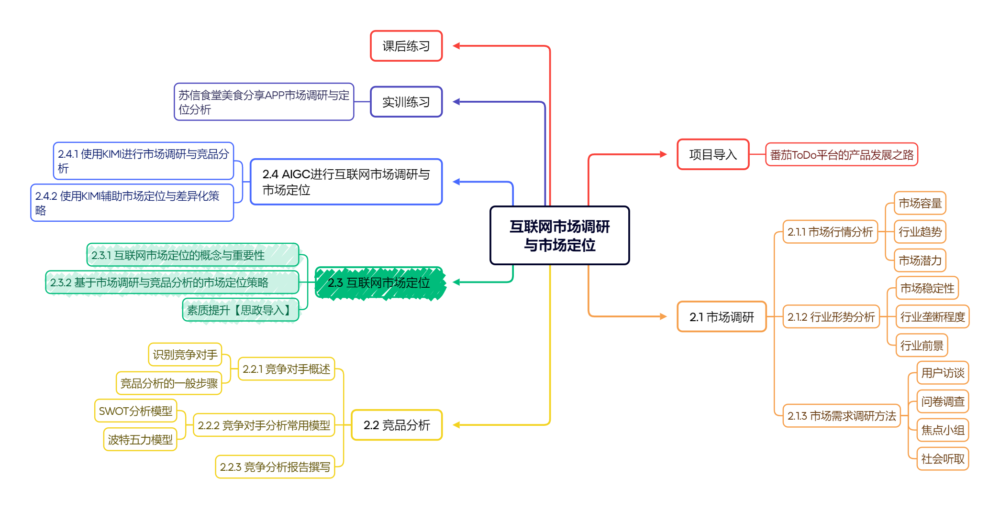 互联网市场调研
与市场定位
项目导入
番茄ToDo平台的产品发展之路
2.1 市场调研
2.1.1 市场行情分析
市场容量
行业趋势
市场潜力
2.1.2 行业形势分析
市场稳定性
行业垄断程度
行业前景
2.1.3 市场需求调研方法
用户访谈
问卷调查
焦点小组
社会听取
2.2 竞品分析
2.2.1 竞争对手概述
识别竞争对手
竞品分析的一般步骤
2.2.2 竞争对手分析常用模型
SWOT分析模型
波特五力模型
2.2.3 竞争分析报告撰写
2.3 互联网市场定位
2.3.1 互联网市场定位的概念与重要性
2.3.2 基于市场调研与竞品分析的市场定位策略
素质提升【思政导入】
2.4 AIGC进行互联网市场调研与
市场定位
2.4.1 使用KIMI进行市场调研与竞品分
析
2.4.2 使用KIMI辅助市场定位与差异化策
略
实训练习
苏信食堂美食分享APP市场调研与定
位分析
课后练习